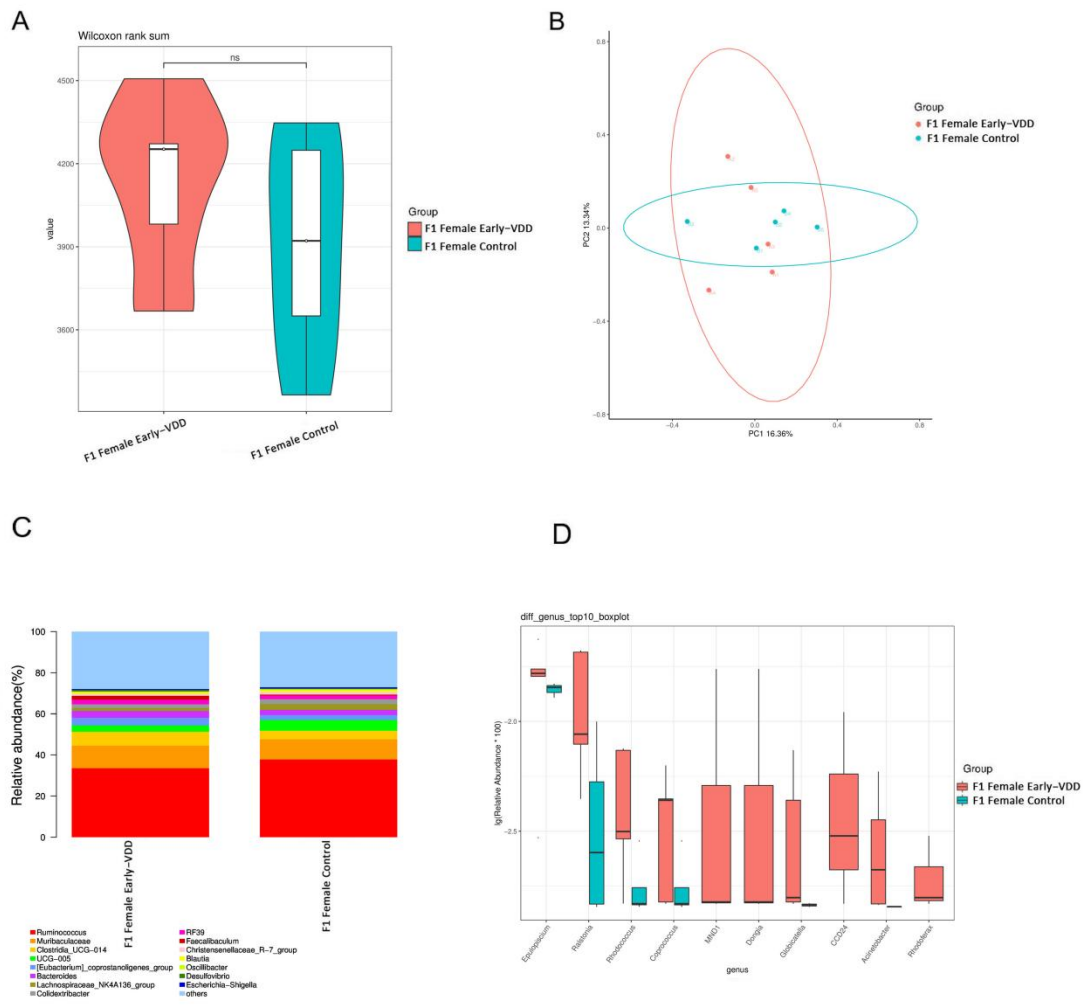 A
Wilcoxon rank sum
ns
4500
4200
3900
3600
value
F1 Female Early-VDD
F1 Female Control
Group
F1 Female Early-VDD
F1 Female Control
B
0.8
0.4
0.0
-0.4
-0.8
PC2 13.34%
-0.4
0.0
0.4
0.8
PC1 16.36%
Group
F1 Female Early-VDD
F1 Female Control
C
100
80
60
40
20
0
Relative abundance(%)
F1 Female Early-VDD
F1 Female Control
Ruminococcus
Muribaculaceae
Clostridia_UCG-014
UCG-005
[Eubacterium]_coprostanoligenes_group
Bacteroides
Lachnospiraceae_NK4A136_group
Colidextribacter
RF39
Faecalibaculum
Christensenellaceae_R-7_group
Blautia
Oscillibacter
Desulfovibrio
Escherichia-Shigella
others
D
diff_genus_top10_boxplot
-2.0
-2.5
lg(Relative Abundance * 100)
Epulopiscium
Ralstonia
Rhodococcus
Coprococcus
MND1
Dongia
Globicatella
CCD24
Acinetobacter
Rhodoferax
genus
Group
F1 Female Early-VDD
F1 Female Control